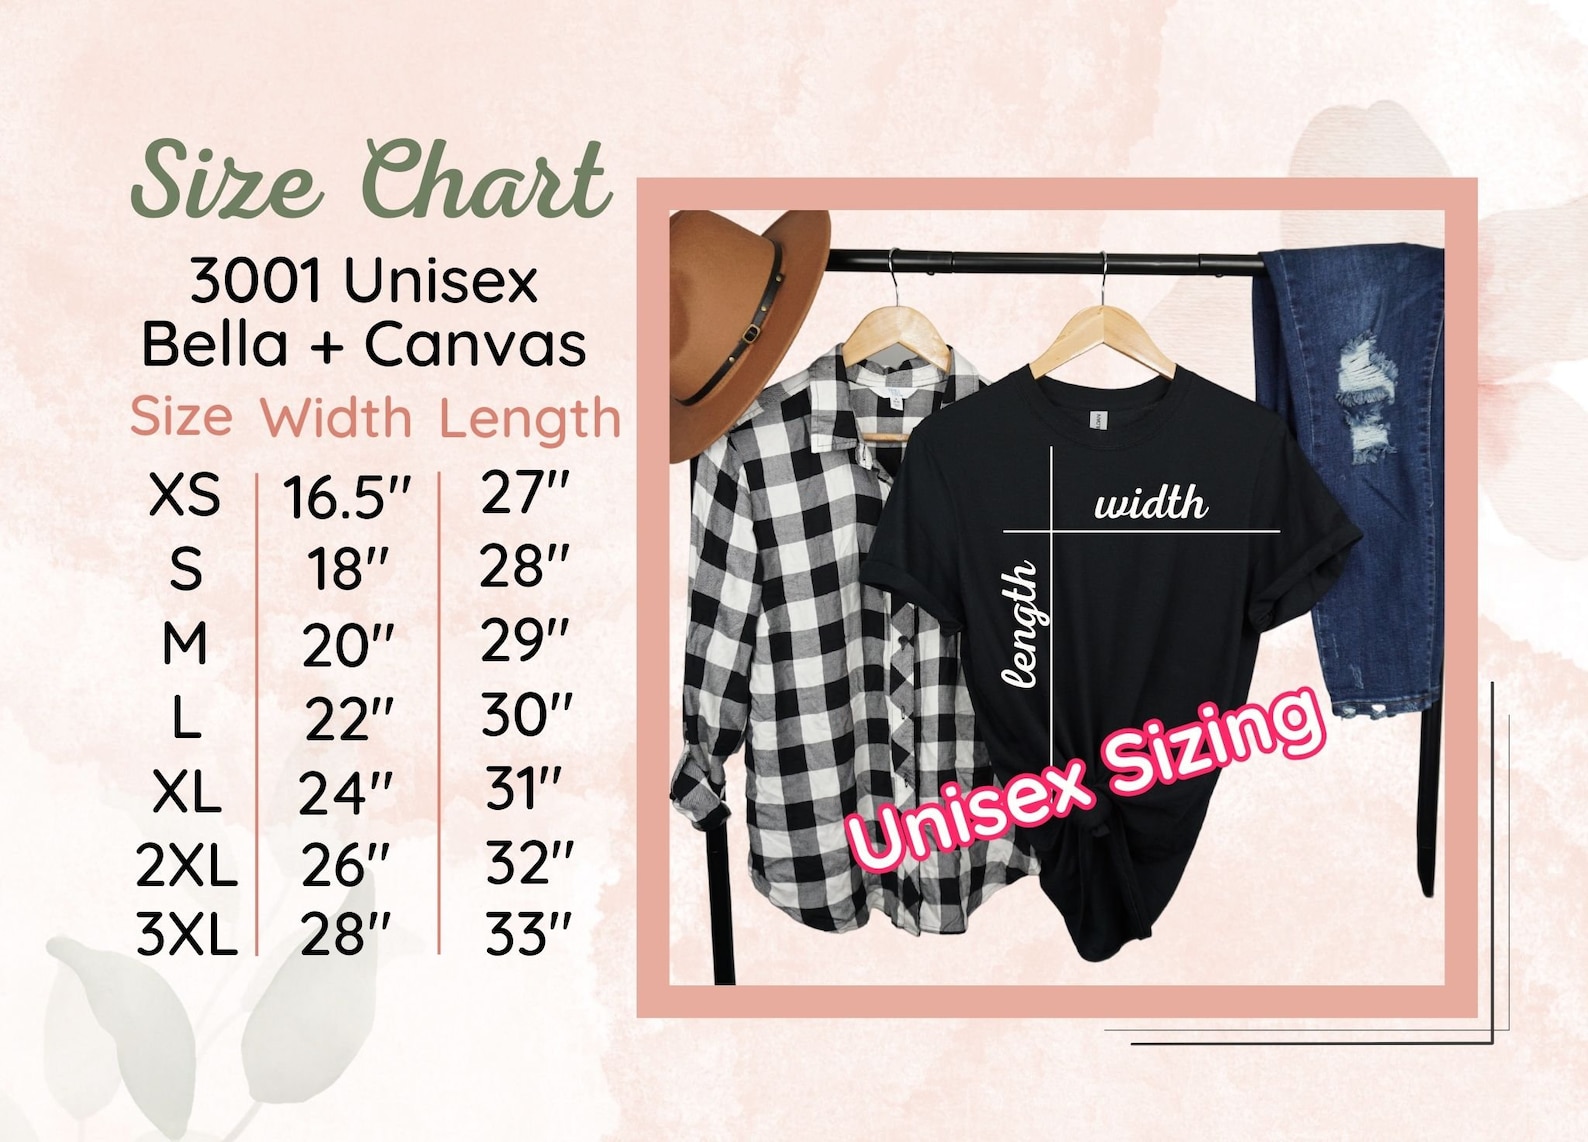 Size Chart
3001 Unisex
Bella + Canvas
Size Width Length
XS 16.5" 27"
S 18" 28"
M 20" 29"
L 22" 30"
XL 24" 31"
2XL 26" 32"
3XL 28" 33"
width
length
Unisex Sizing